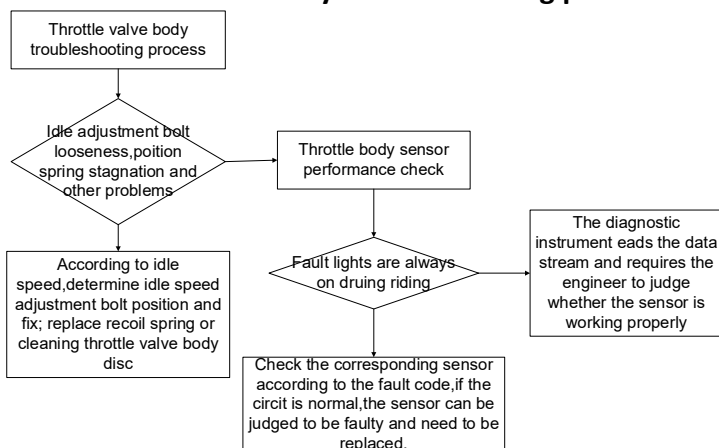 Throttle valve body
troubleshooting process
Idle adjustment bolt
looseness,poition
spring stagnation and
other problems
Throttle body sensor
performance check
According to idle
speed,determine idle speed
adjustment bolt position and
fix; replace recoil spring or
cleaning throttle valve body
disc
Fault lights are always
on druing riding
The diagnostic
instrument eads the data
stream and requires the
engineer to judge
whether the sensor is
working properly
Check the corresponding sensor
according to the fault code,if the
circit is normal,the sensor can be
judged to be faulty and need to be
replaced.